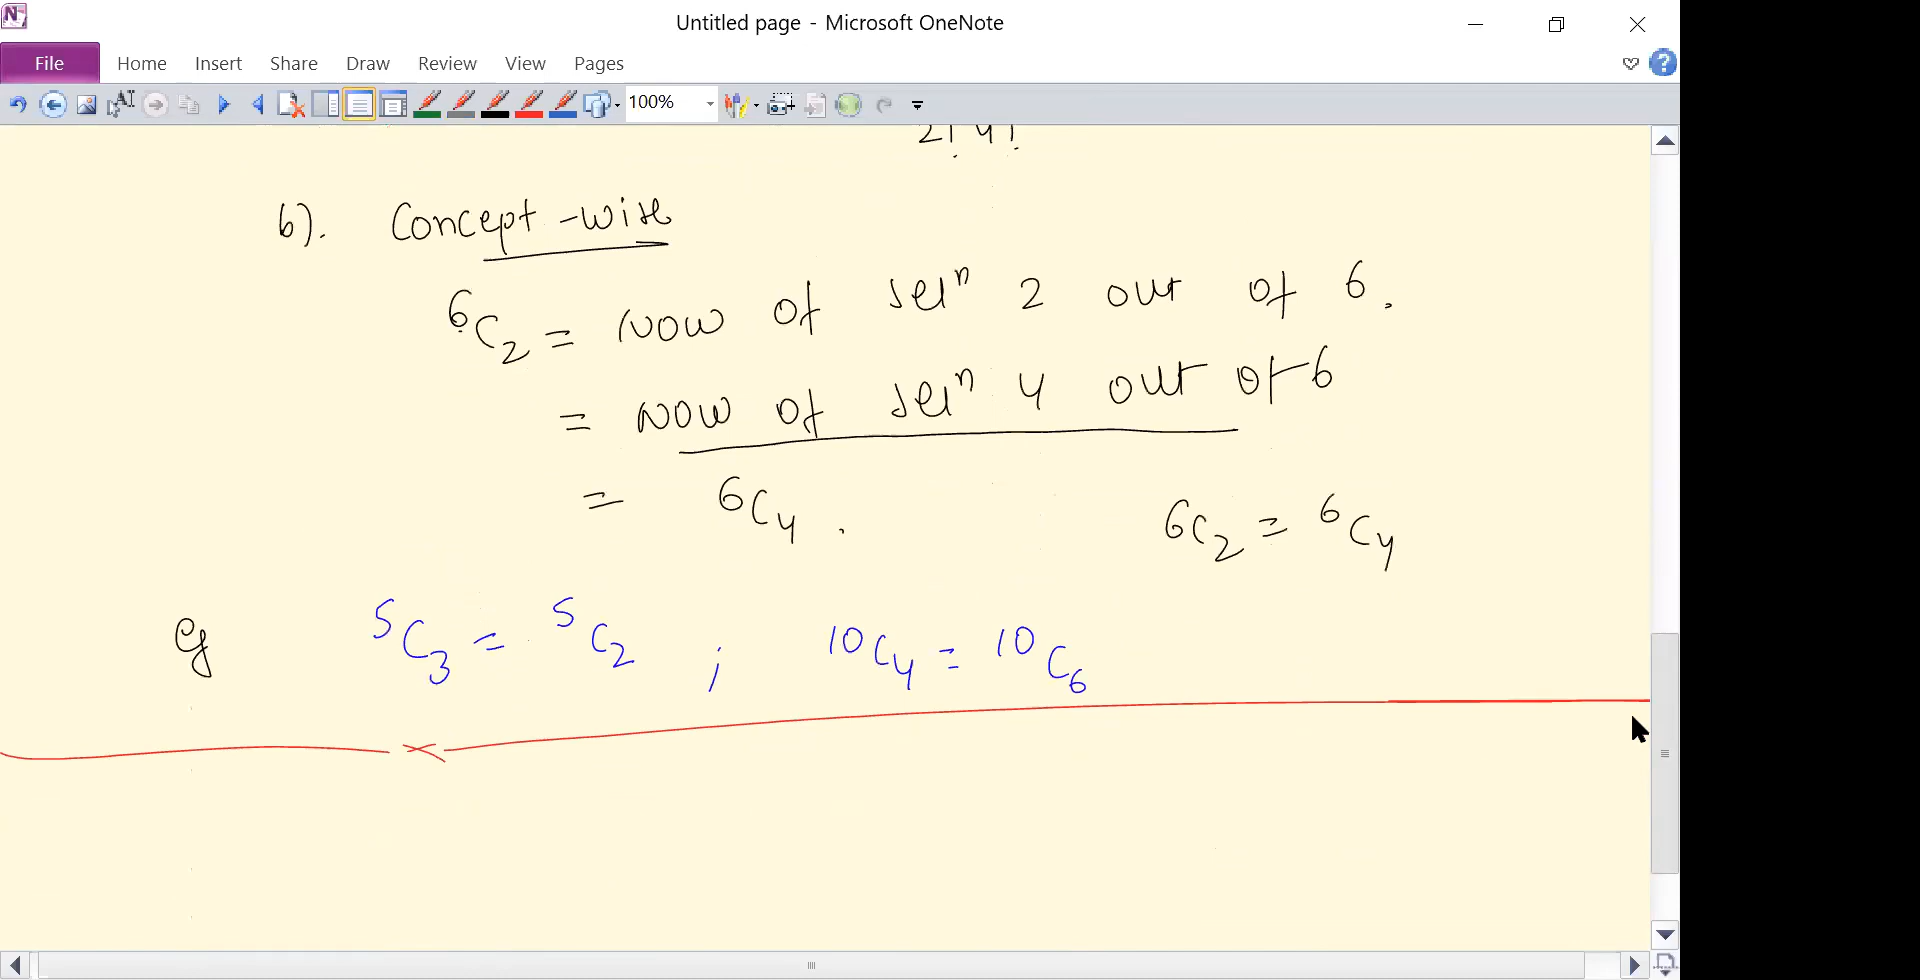 Untitled page - Microsoft OneNote
File Home Insert Share Draw Review View Pages
100%
2! 4!
b). Concept-wise
⁶C₂ = NOW of selⁿ 2 out of 6.
= NOW of selⁿ 4 out of 6
= ⁶C₄.
6C₂ = ⁶C₄
eg ⁵C₃ = ⁵C₂ ; ¹⁰C₄ = ¹⁰C₆